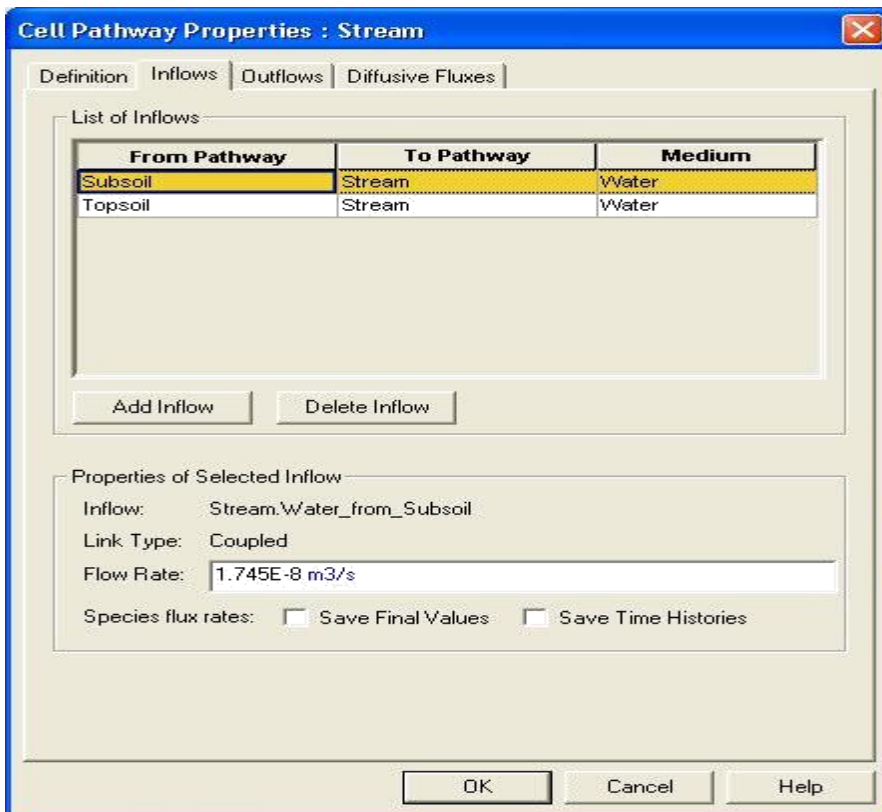 Cell Pathway Properties : Stream
Definition Inflows Outflows Diffusive Fluxes
List of Inflows
From Pathway To Pathway Medium
Subsoil Stream Water
Topsoil Stream Water
Add Inflow Delete Inflow
Properties of Selected Inflow
Inflow: Stream.Water_from_Subsoil
Link Type: Coupled
Flow Rate: 1.745E-8 m3/s
Species flux rates: Save Final Values Save Time Histories
OK Cancel Help